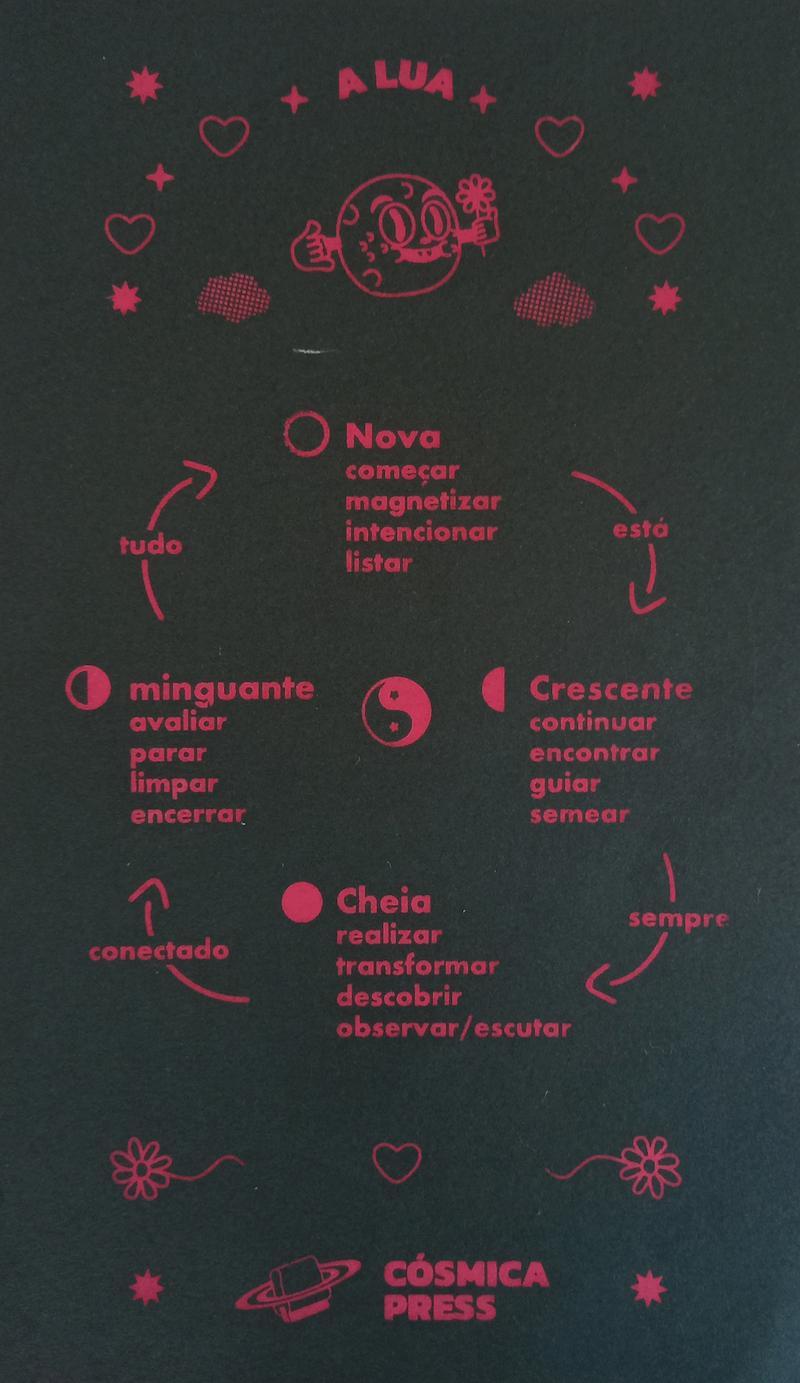 A LUA
Nova
começar
magnetizar
intencionar
listar
está
Crescente
continuar
encontrar
guiar
semear
sempre
Cheia
realizar
transformar
descobrir
observar/escutar
conectado
minguante
avaliar
parar
limpar
encerrar
tudo
CÓSMICA
PRESS